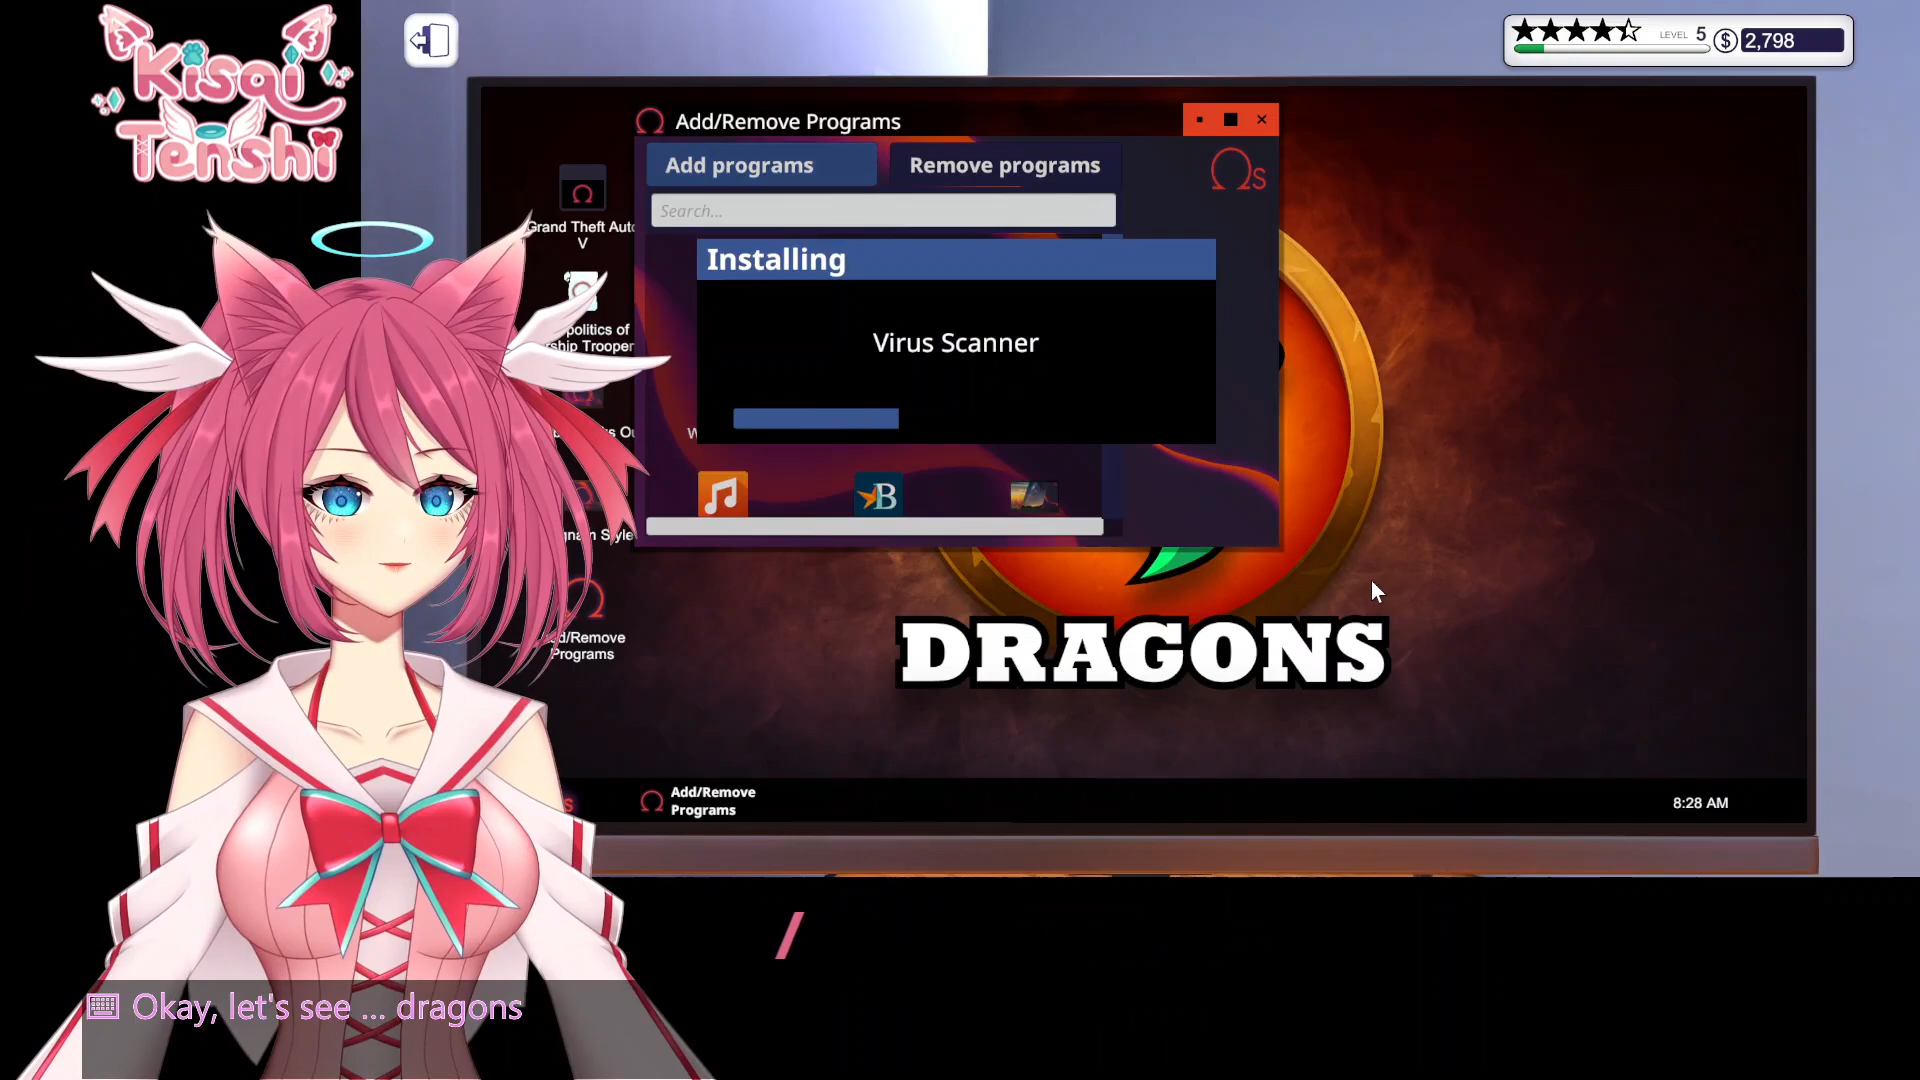 Kisai
Tenshi
LEVEL 5
$ 2,798
Add/Remove Programs
Add programs
Remove programs
Ωs
Search...
Grand Theft Auto
V
Installing
Virus Scanner
politics of
ship Trooper
B
Style
Add/Remove
Programs
DRAGONS
s
Add/Remove
Programs
8:28 AM
/
Okay, let's see ... dragons